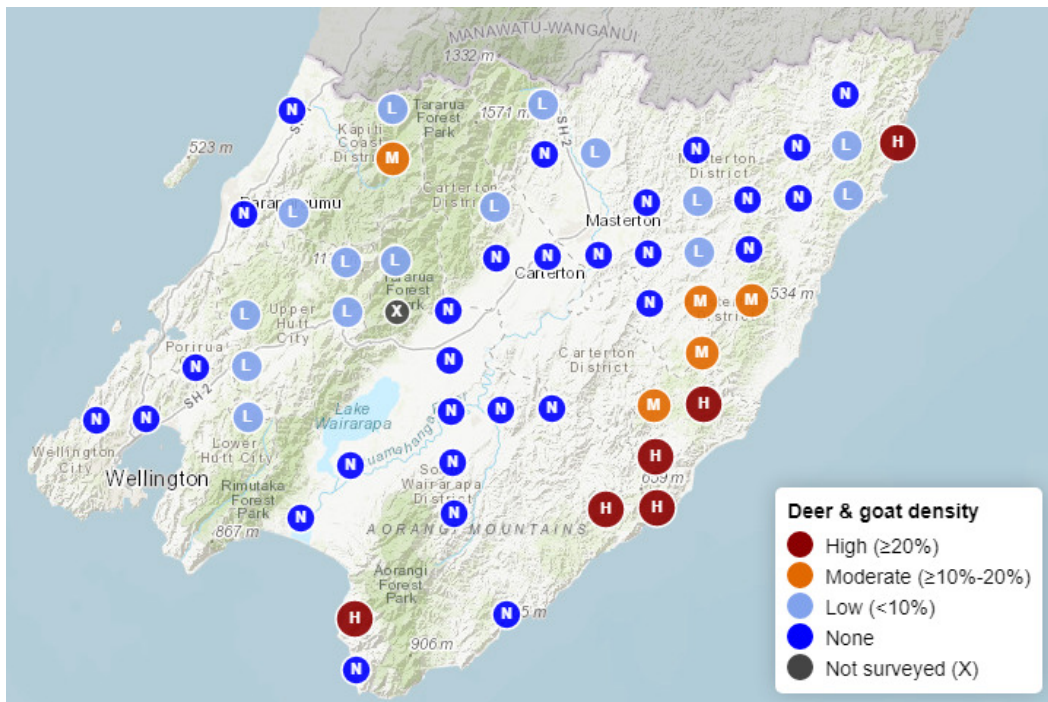 MANAWATU-WANGANUI
1332 m
N
L
Tararua
Forest
Park
1571 m
L
N
SH 2
Kapiti
Coast
District
M
523 m
N
L
N
N
L
H
Masterton
District
Carterton
District
N
L
L
N
L
N
N
L
Masterton
L
L
N
N
N
N
L
N
Carterton
Forest
L
Upper
Hutt
City
L
X
N
N
M
M
534 m
Porirua
N
L
N
Carterton
District
M
SH 2
N
N
L
Lake
Wairarapa
N
N
N
M
H
Wellington
City
Lower
Hutt City
Wellington
N
N
South
Wairarapa
District
H
659 m
Rimutaka
Forest
Park
N
867 m
N
AORANGI MOUNTAINS
H
H
Aorangi
Forest
Park
H
N
906 m
N
Deer & goat density
High (≥20%)
Moderate (≥10%-20%)
Low (<10%)
None
Not surveyed (X)